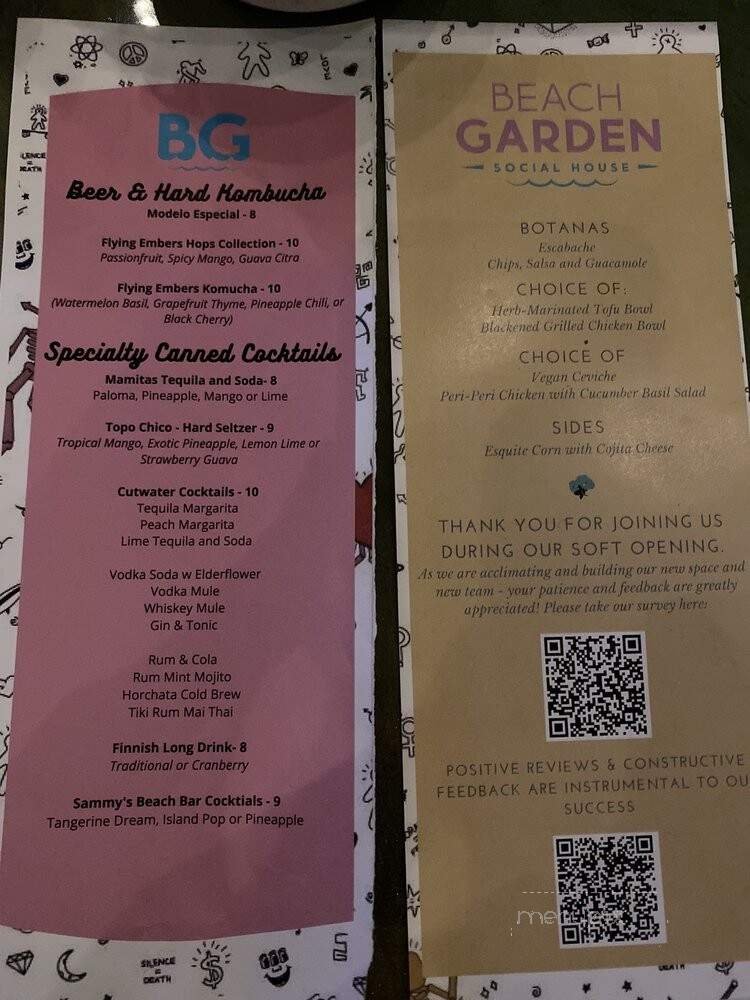 BG
Beer & Hard Kombucha
Modelo Especial - 8
Flying Embers Hops Collection - 10
Passionfruit, Spicy Mango, Guava Citra
Flying Embers Komucha - 10
(Watermelon Basil, Grapefruit Thyme, Pineapple Chili, or
Black Cherry)
Specialty Canned Cocktails
Mamitas Tequila and Soda- 8
Paloma, Pineapple, Mango or Lime
Topo Chico - Hard Seltzer - 9
Tropical Mango, Exotic Pineapple, Lemon Lime or
Strawberry Guava
Cutwater Cocktails - 10
Tequila Margarita
Peach Margarita
Lime Tequila and Soda
Vodka Soda w Elderflower
Vodka Mule
Whiskey Mule
Gin & Tonic
Rum & Cola
Rum Mint Mojito
Horchata Cold Brew
Tiki Rum Mai Thai
Finnish Long Drink- 8
Traditional or Cranberry
Sammy's Beach Bar Cocktials - 9
Tangerine Dream, Island Pop or Pineapple
SILENCE
=
DEATH
SILENCE
=
DEATH
BEACH
GARDEN
SOCIAL HOUSE
BOTANAS
Escabache
Chips, Salsa and Guacamole
CHOICE OF:
Herb-Marinated Tofu Bowl
Blackened Grilled Chicken Bowl
CHOICE OF
Vegan Ceviche
Peri-Peri Chicken with Cucumber Basil Salad
SIDES
Esquite Corn with Cojita Cheese
THANK YOU FOR JOINING US
DURING OUR SOFT OPENING.
As we are acclimating and building our new space and
new team - your patience and feedback are greatly
appreciated! Please take our survey here:
POSITIVE REVIEWS & CONSTRUCTIVE
FEEDBACK ARE INSTRUMENTAL TO OU
SUCCESS
DEATH